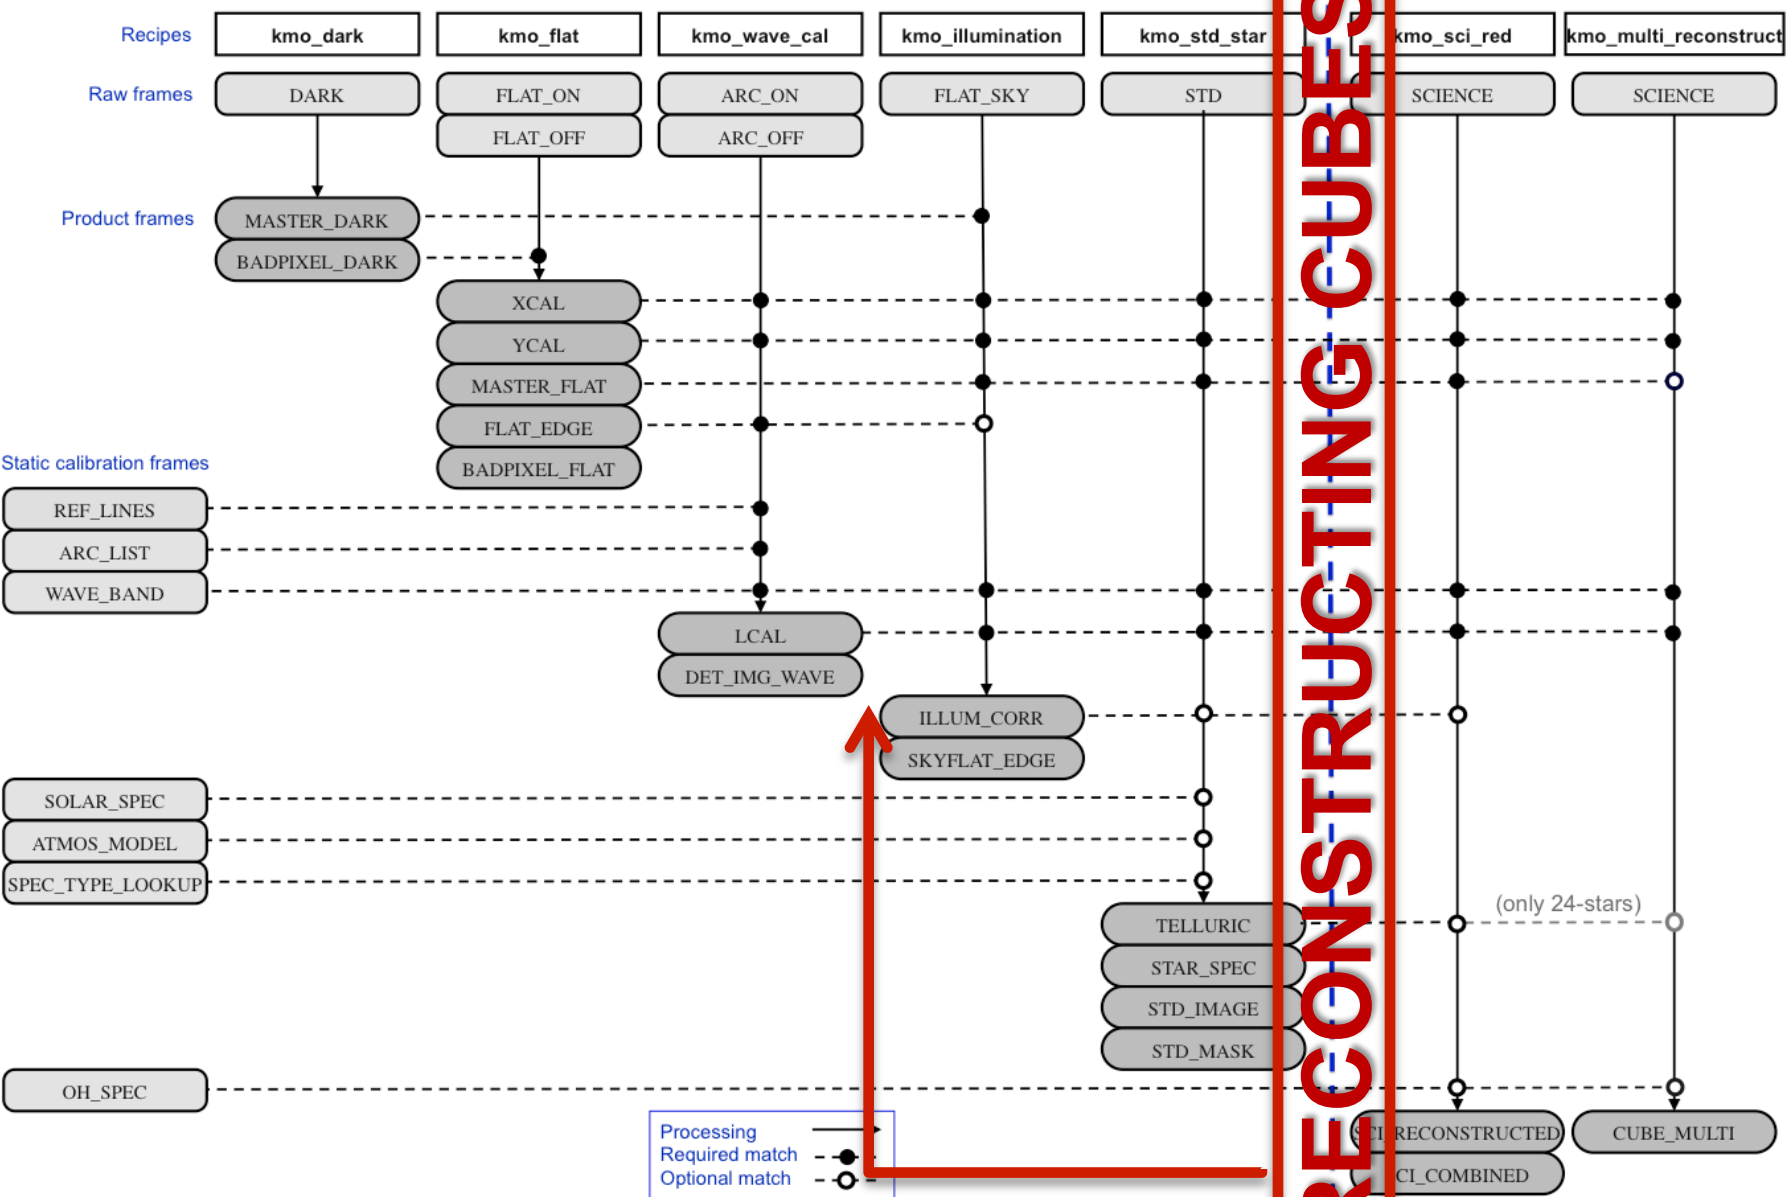 Recipes
kmo_dark
kmo_flat
kmo_wave_cal
kmo_illumination
kmo_std_star
kmo_sci_red
kmo_multi_reconstruct
Raw frames
DARK
FLAT_ON
ARC_ON
FLAT_SKY
STD
SCIENCE
SCIENCE
FLAT_OFF
ARC_OFF
Product frames
MASTER_DARK
BADPIXEL_DARK
XCAL
YCAL
MASTER_FLAT
FLAT_EDGE
BADPIXEL_FLAT
Static calibration frames
REF_LINES
ARC_LIST
WAVE_BAND
LCAL
DET_IMG_WAVE
ILLUM_CORR
SKYFLAT_EDGE
SOLAR_SPEC
ATMOS_MODEL
SPEC_TYPE_LOOKUP
(only 24-stars)
TELLURIC
STAR_SPEC
STD_IMAGE
STD_MASK
OH_SPEC
SCI_RECONSTRUCTED
CUBE_MULTI
CI_COMBINED
Processing
Required match
Optional match
RECONSTRUCTING CUBES